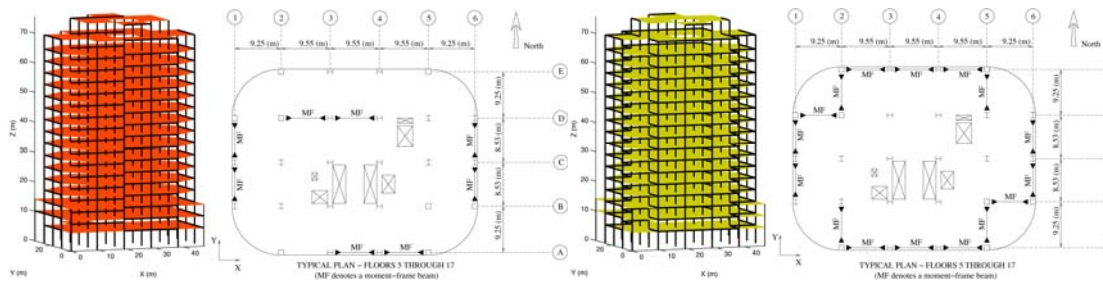 70
60
50
40
30
20
10
0
Z (m)
20
0
0 10 20 30 40
Y (m)
X (m)
Y
X
1 2 3 4 5 6
North
9.25 (m) 9.55 (m) 9.55 (m) 9.55 (m) 9.25 (m)
E
9.25 (m)
MF MF
D
MF MF
8.53 (m)
C
MF MF
8.53 (m)
B
9.25 (m)
MF MF
A
TYPICAL PLAN - FLOORS 5 THROUGH 17
(MF denotes a moment-frame beam)
70
60
50
40
30
20
10
0
Z (m)
20
0
0 10 20 30 40
Y (m)
X (m)
Y
X
1 2 3 4 5 6
North
9.25 (m) 9.55 (m) 9.55 (m) 9.55 (m) 9.25 (m)
MF MF MF
MF MF
9.25 (m)
MF
MF MF
8.53 (m)
MF MF
8.53 (m)
MF
MF MF
9.25 (m)
MF MF MF
TYPICAL PLAN - FLOORS 5 THROUGH 17
(MF denotes a moment-frame beam)